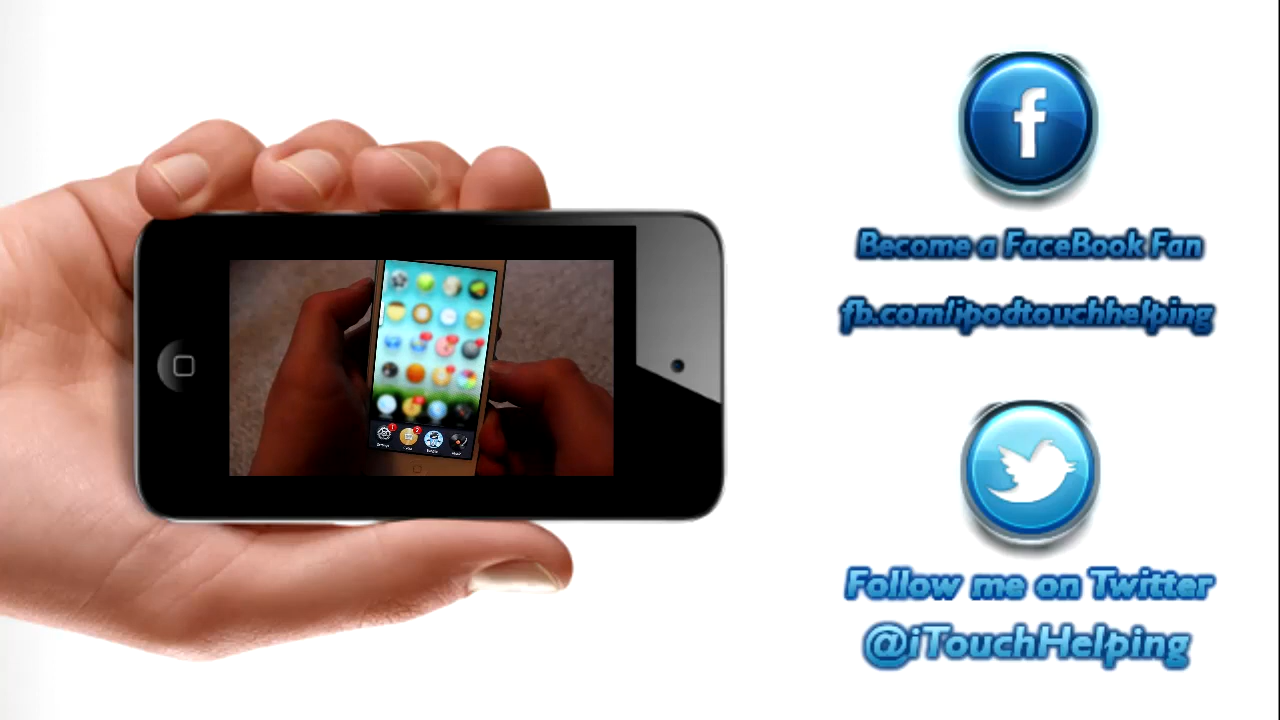 Become a FaceBook Fan
fb.com/ipodtouchhelping
Follow me on Twitter
@iTouchHelping